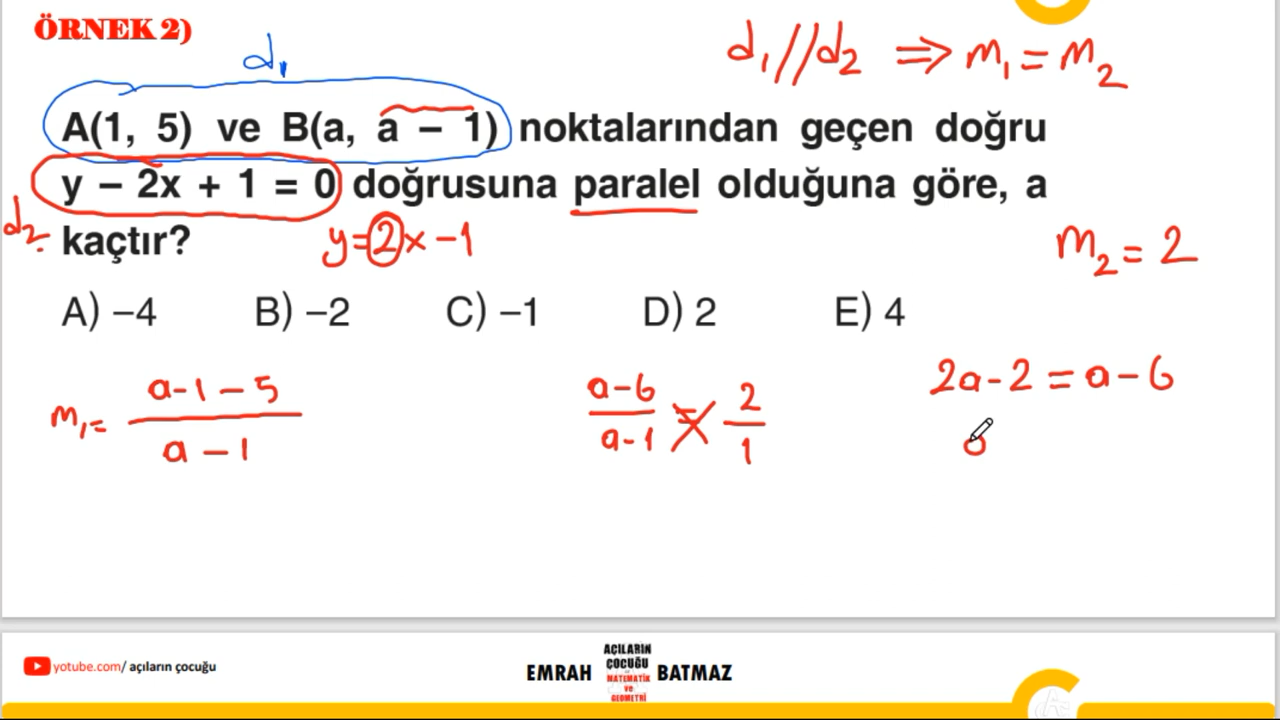 ÖRNEK 2)
d₁
d₁//d₂ ⇒ m₁ = m₂
A(1, 5) ve B(a, a – 1) noktalarından geçen doğru
y – 2x + 1 = 0 doğrusuna paralel olduğuna göre, a
d₂
kaçtır?
y=2x-1
m₂ = 2
A) –4 B) –2 C) –1 D) 2 E) 4
m₁= a-1-5 / a-1
a-6 / a-1 = 2 / 1
2a-2 = a-6
yotube.com/ açıların çocuğu
EMRAH AÇILARIN ÇOCUĞU MATEMATİK ve GEOMETRİ BATMAZ